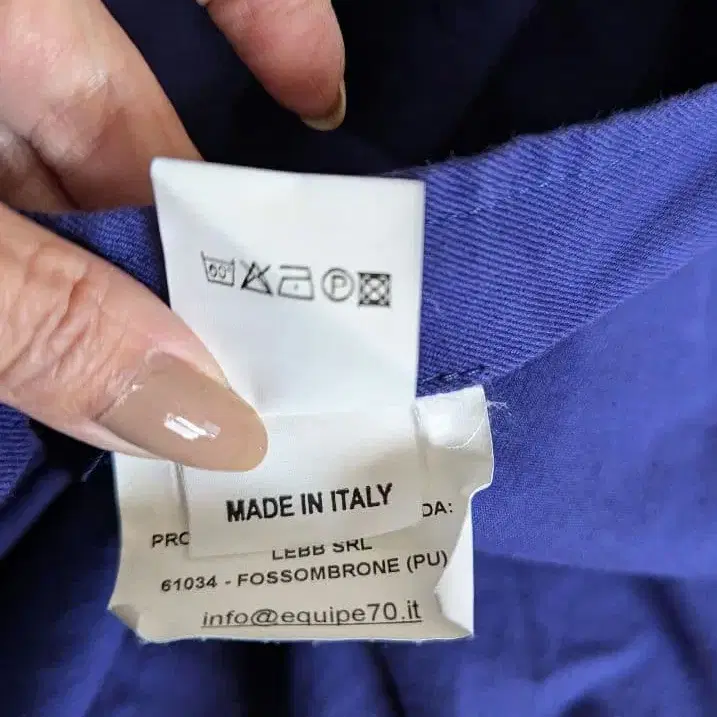 60°
P
MADE IN ITALY
PRO DA:
LEBB SRL
61034 - FOSSOMBRONE (PU)
info@equipe70.it